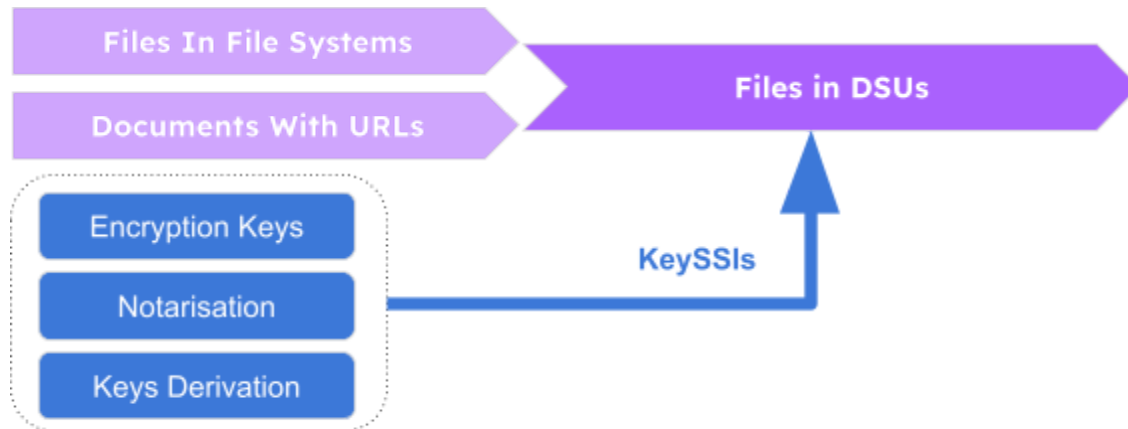 Files In File Systems
Files in DSUs
Documents With URLs
Encryption Keys
KeySSIs
Notarisation
Keys Derivation